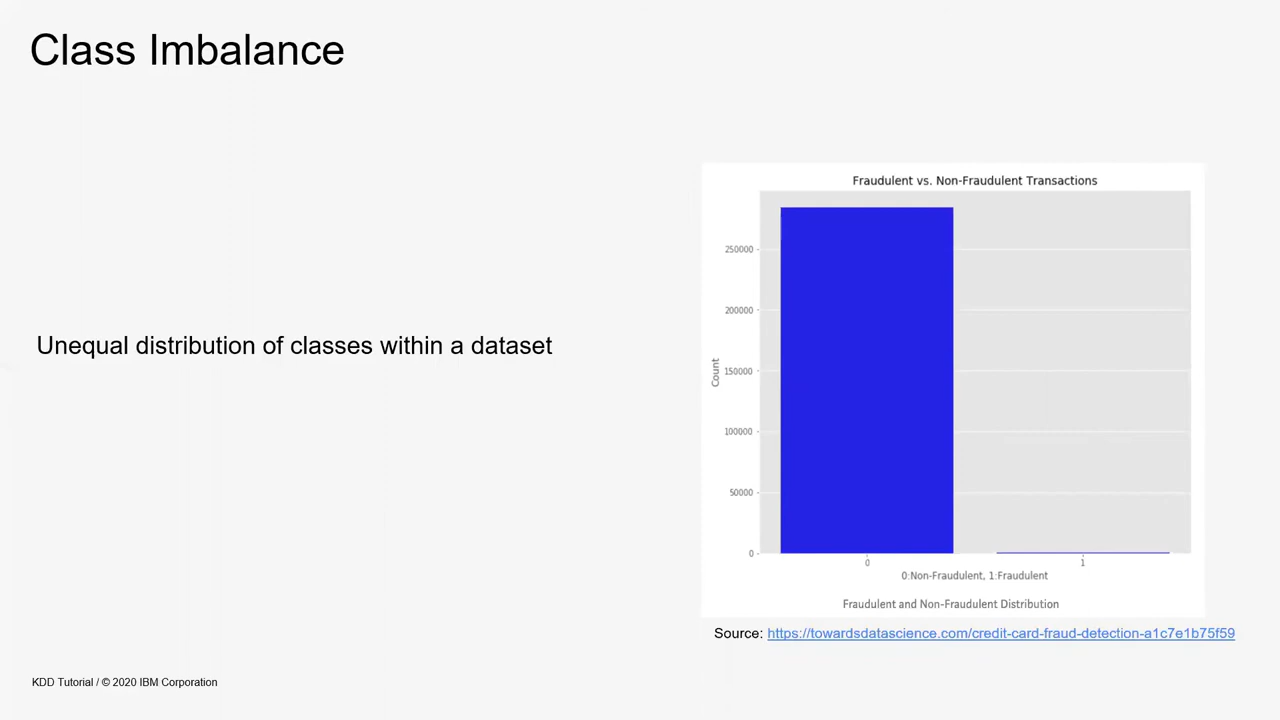 Class Imbalance
Unequal distribution of classes within a dataset
Fraudulent vs. Non-Fraudulent Transactions
Count
250000
200000
150000
100000
50000
0
0
1
0:Non-Fraudulent, 1:Fraudulent
Fraudulent and Non-Fraudulent Distribution
Source: https://towardsdatascience.com/credit-card-fraud-detection-a1c7e1b75f59
KDD Tutorial / © 2020 IBM Corporation